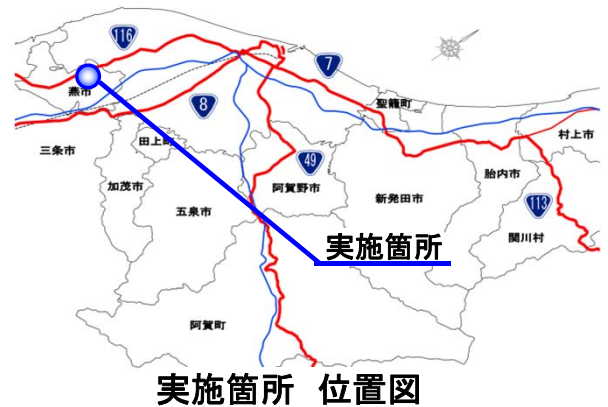 116
7
8
燕市
聖籠町
三条市
田上町
村上市
49
加茂市
阿賀野市
胎内市
新発田市
113
五泉市
関川村
実施箇所
阿賀町
実施箇所 位置図